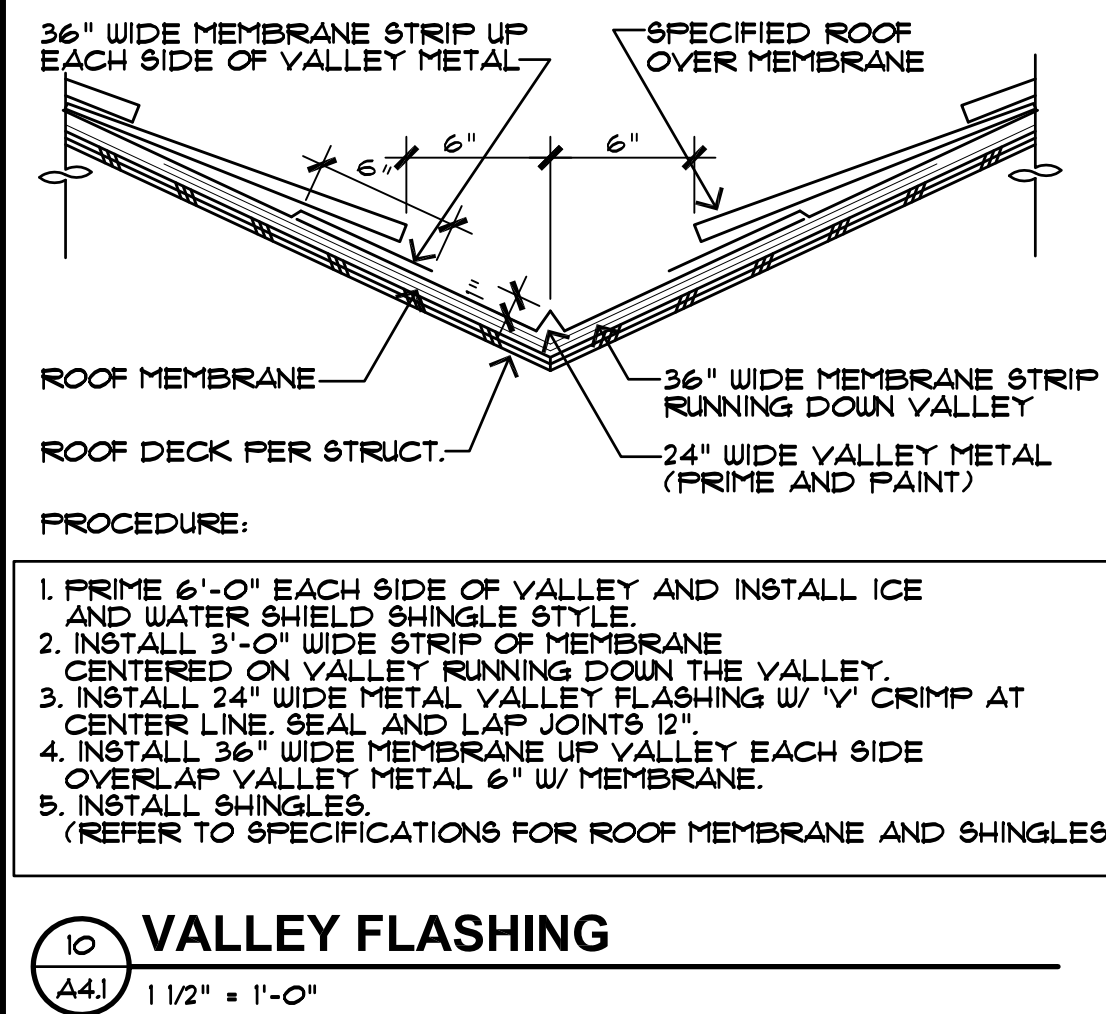 36" WIDE MEMBRANE STRIP UP
EACH SIDE OF VALLEY METAL
SPECIFIED ROOF
OVER MEMBRANE
6"
6"
6"
1"
ROOF MEMBRANE
36" WIDE MEMBRANE STRIP
RUNNING DOWN VALLEY
ROOF DECK PER STRUCT.
24" WIDE VALLEY METAL
(PRIME AND PAINT)
PROCEDURE:
1. PRIME 6'-0" EACH SIDE OF VALLEY AND INSTALL ICE
AND WATER SHIELD SHINGLE STYLE.
2. INSTALL 3'-0" WIDE STRIP OF MEMBRANE
CENTERED ON VALLEY RUNNING DOWN THE VALLEY.
3. INSTALL 24" WIDE METAL VALLEY FLASHING W/ 'V' CRIMP AT
CENTER LINE. SEAL AND LAP JOINTS 12".
4. INSTALL 36" WIDE MEMBRANE UP VALLEY EACH SIDE
OVERLAP VALLEY METAL 6" W/ MEMBRANE.
5. INSTALL SHINGLES.
(REFER TO SPECIFICATIONS FOR ROOF MEMBRANE AND SHINGLES
10
A4.1
VALLEY FLASHING
1 1/2" = 1'-0"